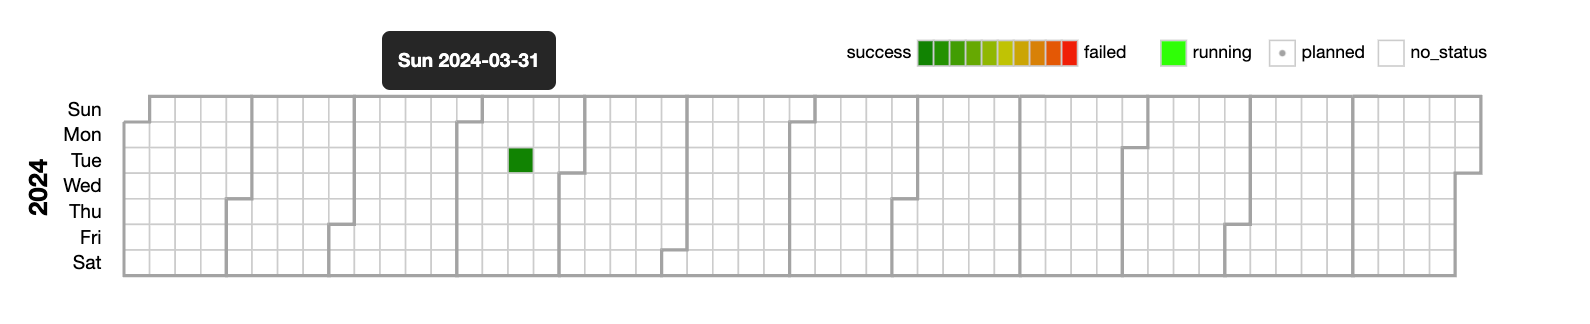 Sun 2024-03-31
success failed running planned no_status
2024
Sun
Mon
Tue
Wed
Thu
Fri
Sat